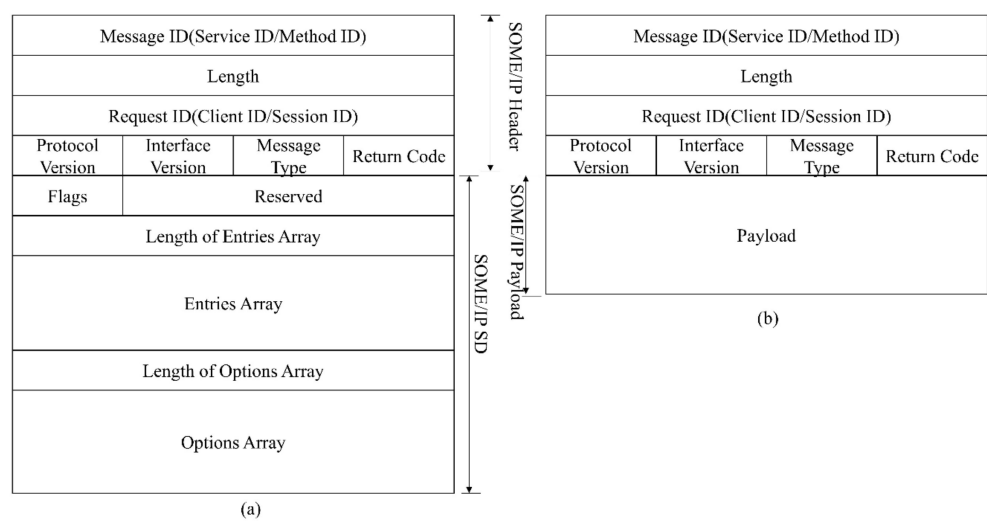 Message ID(Service ID/Method ID)
Length
Request ID(Client ID/Session ID)
Protocol
Version
Interface
Version
Message
Type
Return Code
Flags
Reserved
Length of Entries Array
Entries Array
Length of Options Array
Options Array
(a)
SOME/IP Header
SOME/IP SD
SOME/IP Payload
Message ID(Service ID/Method ID)
Length
Request ID(Client ID/Session ID)
Protocol
Version
Interface
Version
Message
Type
Return Code
Payload
(b)